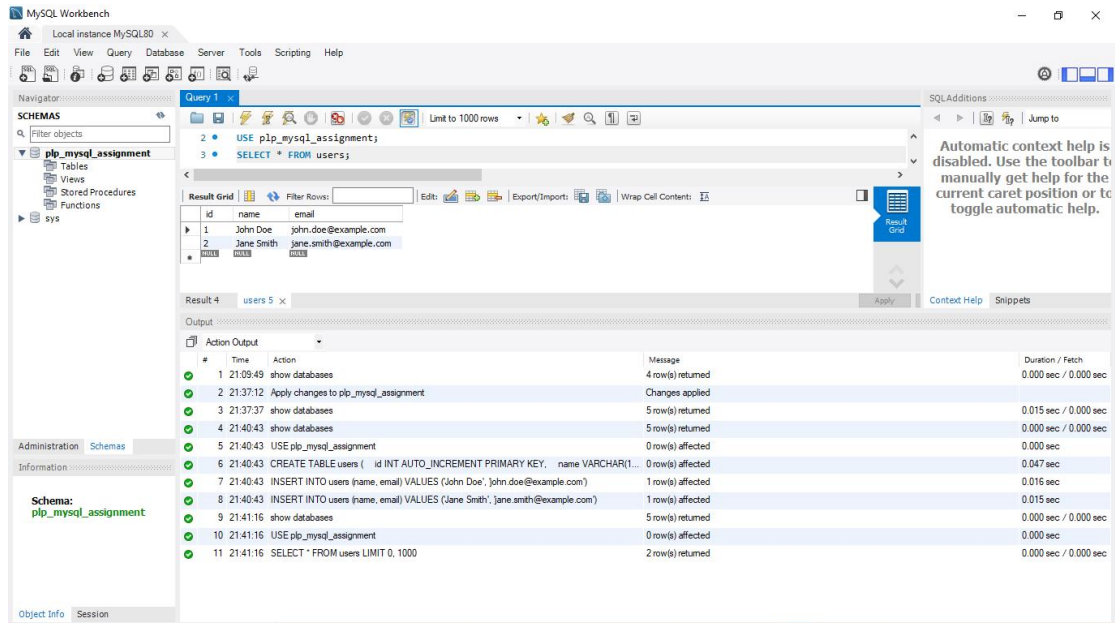 MySQL Workbench
Local instance MySQL80
File Edit View Query Database Server Tools Scripting Help
Navigator
SCHEMAS
Filter objects
plp_mysql_assignment
Tables
Views
Stored Procedures
Functions
sys
Administration Schemas
Information
Schema:
plp_mysql_assignment
Object Info Session
Query 1
Limit to 1000 rows
2 USE plp_mysql_assignment;
3 SELECT * FROM users;
Result Grid Filter Rows: Edit: Export/Import: Wrap Cell Content:
id name email
1 John Doe john.doe@example.com
2 Jane Smith jane.smith@example.com
NULL NULL NULL
Result Grid
Result 4 users 5 Apply
Output
Action Output
# Time Action Message Duration / Fetch
1 21:09:49 show databases 4 row(s) returned 0.000 sec / 0.000 sec
2 21:37:12 Apply changes to plp_mysql_assignment Changes applied
3 21:37:37 show databases 5 row(s) returned 0.015 sec / 0.000 sec
4 21:40:43 show databases 5 row(s) returned 0.000 sec / 0.000 sec
5 21:40:43 USE plp_mysql_assignment 0 row(s) affected 0.000 sec
6 21:40:43 CREATE TABLE users ( id INT AUTO_INCREMENT PRIMARY KEY, name VARCHAR(1... 0 row(s) affected 0.047 sec
7 21:40:43 INSERT INTO users (name, email) VALUES ('John Doe', 'john.doe@example.com') 1 row(s) affected 0.016 sec
8 21:40:43 INSERT INTO users (name, email) VALUES ('Jane Smith', 'jane.smith@example.com') 1 row(s) affected 0.015 sec
9 21:41:16 show databases 5 row(s) returned 0.000 sec / 0.000 sec
10 21:41:16 USE plp_mysql_assignment 0 row(s) affected 0.000 sec
11 21:41:16 SELECT * FROM users LIMIT 0, 1000 2 row(s) returned 0.000 sec / 0.000 sec
SQLAdditions
Jump to
Automatic context help is
disabled. Use the toolbar to
manually get help for the
current caret position or to
toggle automatic help.
Context Help Snippets